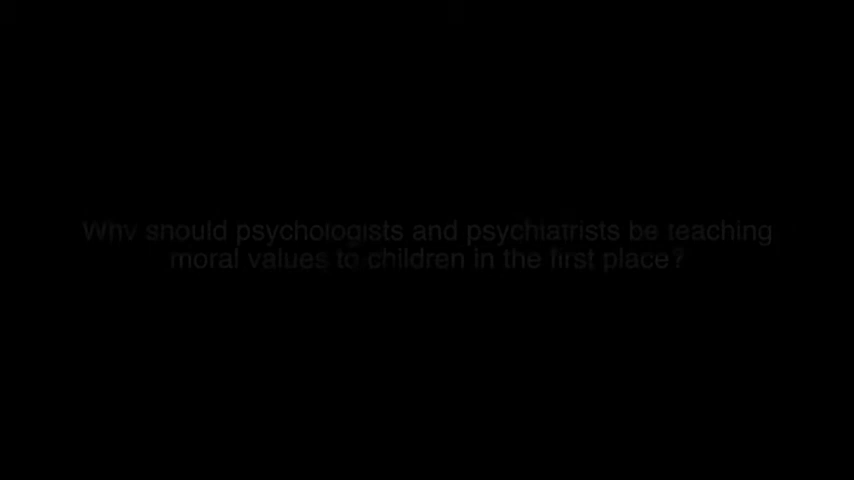 Why should psychologists and psychiatrists be teaching
moral values to children in the first place?